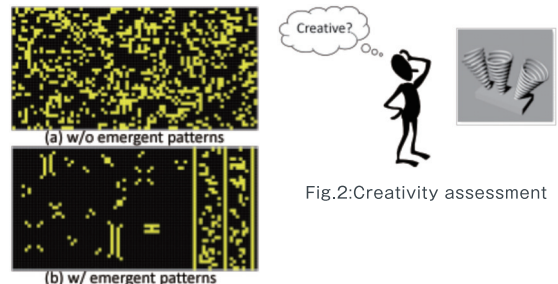 Creative?
(a) w/o emergent patterns
Fig.2:Creativity assessment
(b) w/ emergent patterns